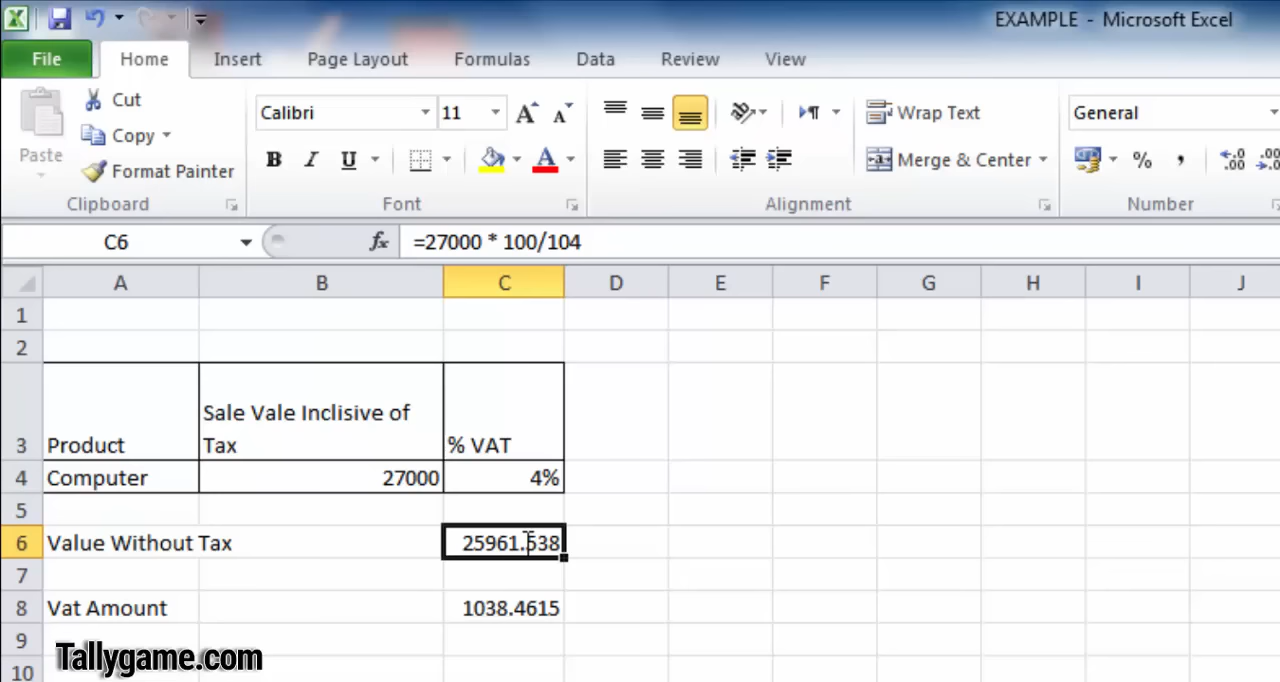 EXAMPLE - Microsoft Excel
File Home Insert Page Layout Formulas Data Review View
Cut
Copy
Paste
Format Painter
Clipboard
Calibri 11
B I U
Font
Wrap Text
Merge & Center
Alignment
General
%
Number
C6 fx =27000 * 100/104
A B C D E F G H I J
1
2
3 Product Sale Vale Inclisive of
Tax % VAT
4 Computer 27000 4%
5
6 Value Without Tax 25961.538
7
8 Vat Amount 1038.4615
9
10
Tallygame.com